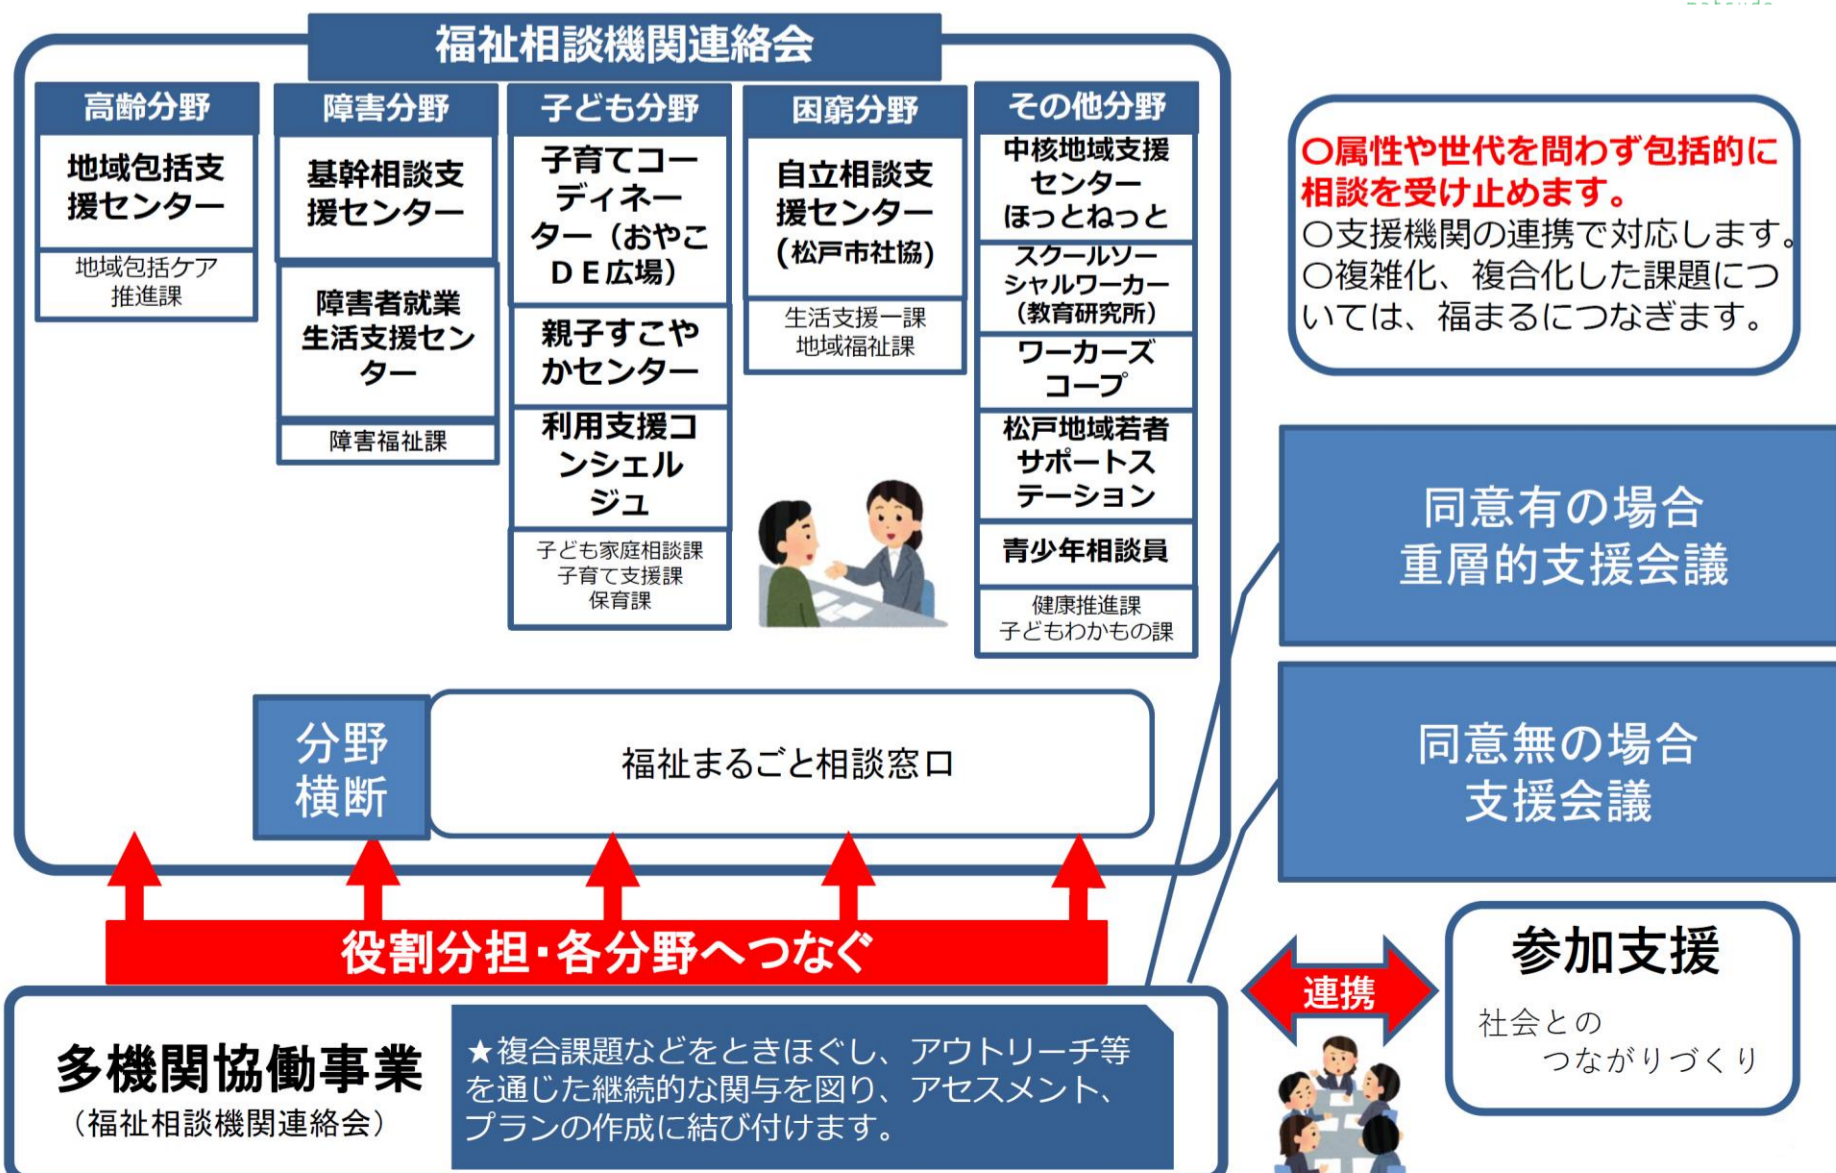 福祉相談機関連絡会
高齢分野
地域包括支
援センター
地域包括ケア
推進課
障害分野
基幹相談支
援センター
障害者就業
生活支援セン
ター
障害福祉課
子ども分野
子育てコー
ディネー
ター（おやこ
ＤＥ広場）
親子すこや
かセンター
利用支援コ
ンシェル
ジュ
子ども家庭相談課
子育て支援課
保育課
困窮分野
自立相談支
援センター
(松戸市社協)
生活支援一課
地域福祉課
その他分野
中核地域支援
センター
ほっとねっと
スクールソー
シャルワーカー
（教育研究所）
ワーカーズ
コープ
松戸地域若者
サポートス
テーション
青少年相談員
健康推進課
子どもわかもの課
〇属性や世代を問わず包括的に
相談を受け止めます。
〇支援機関の連携で対応します。
〇複雑化、複合化した課題につ
いては、福まるにつなぎます。
同意有の場合
重層的支援会議
同意無の場合
支援会議
分野
横断
福祉まるごと相談窓口
役割分担・各分野へつなぐ
多機関協働事業
（福祉相談機関連絡会）
★複合課題などをときほぐし、アウトリーチ等
を通じた継続的な関与を図り、アセスメント、
プランの作成に結び付けます。
連携
参加支援
社会との
つながりづくり